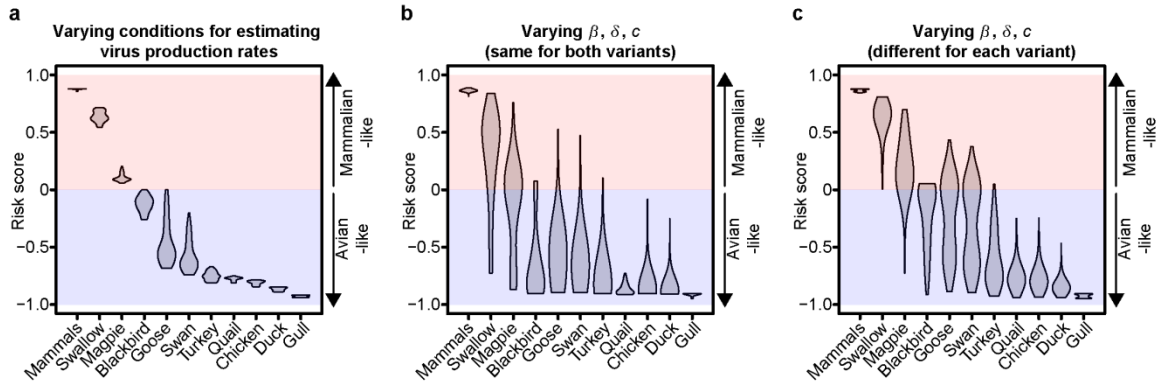 a
Varying conditions for estimating
virus production rates
1.0
0.5
0
−0.5
−1.0
Risk score
Mammalian
-like
Avian
-like
Mammals
Swallow
Magpie
Blackbird
Goose
Swan
Turkey
Quail
Chicken
Duck
Gull
b
Varying β, δ, c
(same for both variants)
1.0
0.5
0
−0.5
−1.0
Risk score
Mammalian
-like
Avian
-like
Mammals
Swallow
Magpie
Blackbird
Goose
Swan
Turkey
Quail
Chicken
Duck
Gull
c
Varying β, δ, c
(different for each variant)
1.0
0.5
0
−0.5
−1.0
Risk score
Mammalian
-like
Avian
-like
Mammals
Swallow
Magpie
Blackbird
Goose
Swan
Turkey
Quail
Chicken
Duck
Gull